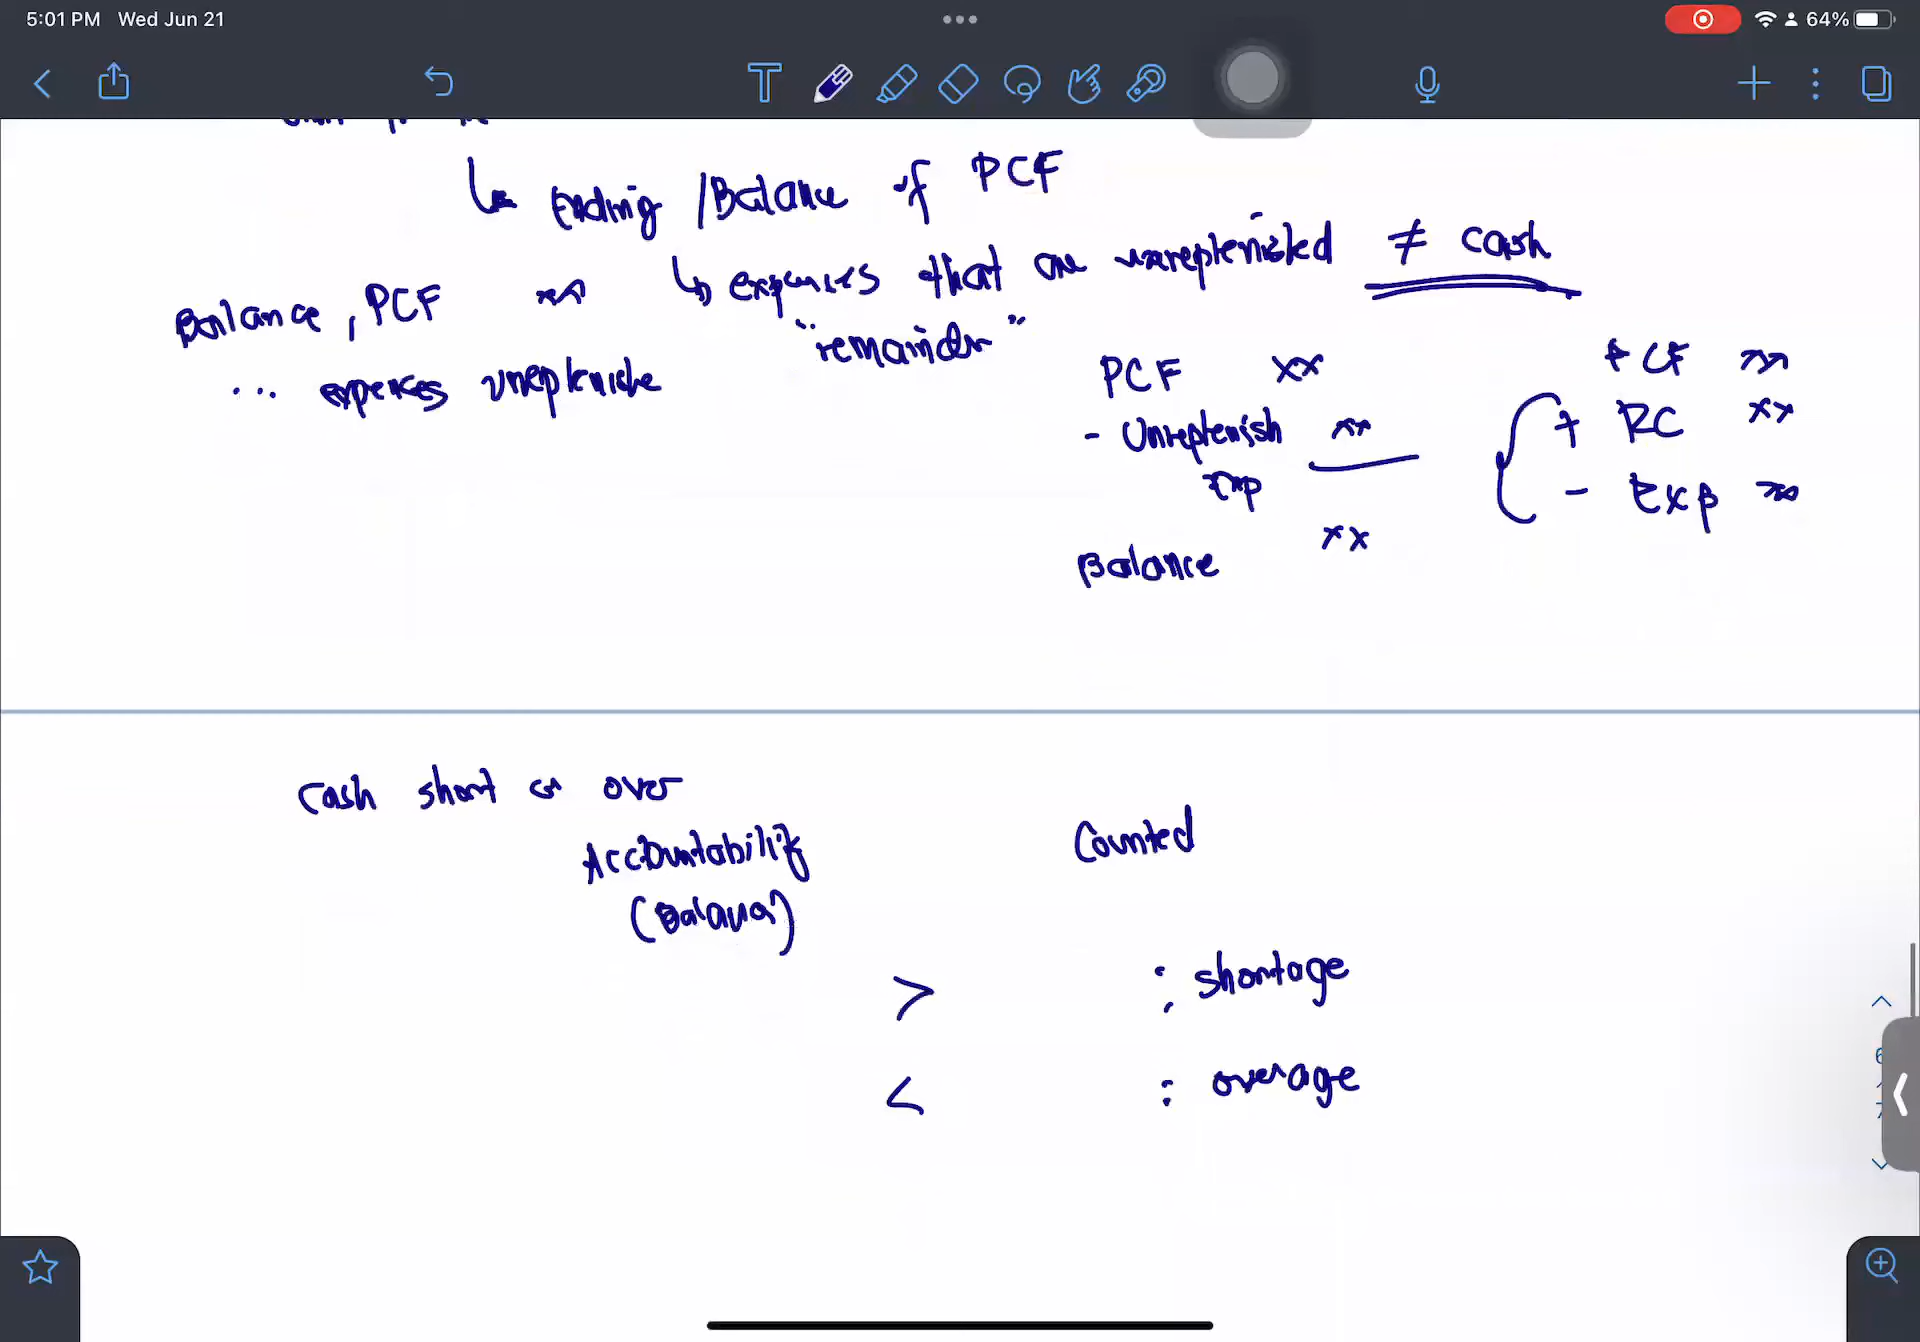 5:01 PM Wed Jun 21
64%
↳ Ending /Balance of PCF
↳ expenses that are unreplenished ≠ cash
Balance, PCF xx
"remainder"
... expenses unreplenishe
PCF xx
- Unreplenish xx
Exp
Balance xx
PCF xx
+ RC xx
- Exp xx
Cash short or over
Accountability Counted
(Balance)
> : shortage
< : overage